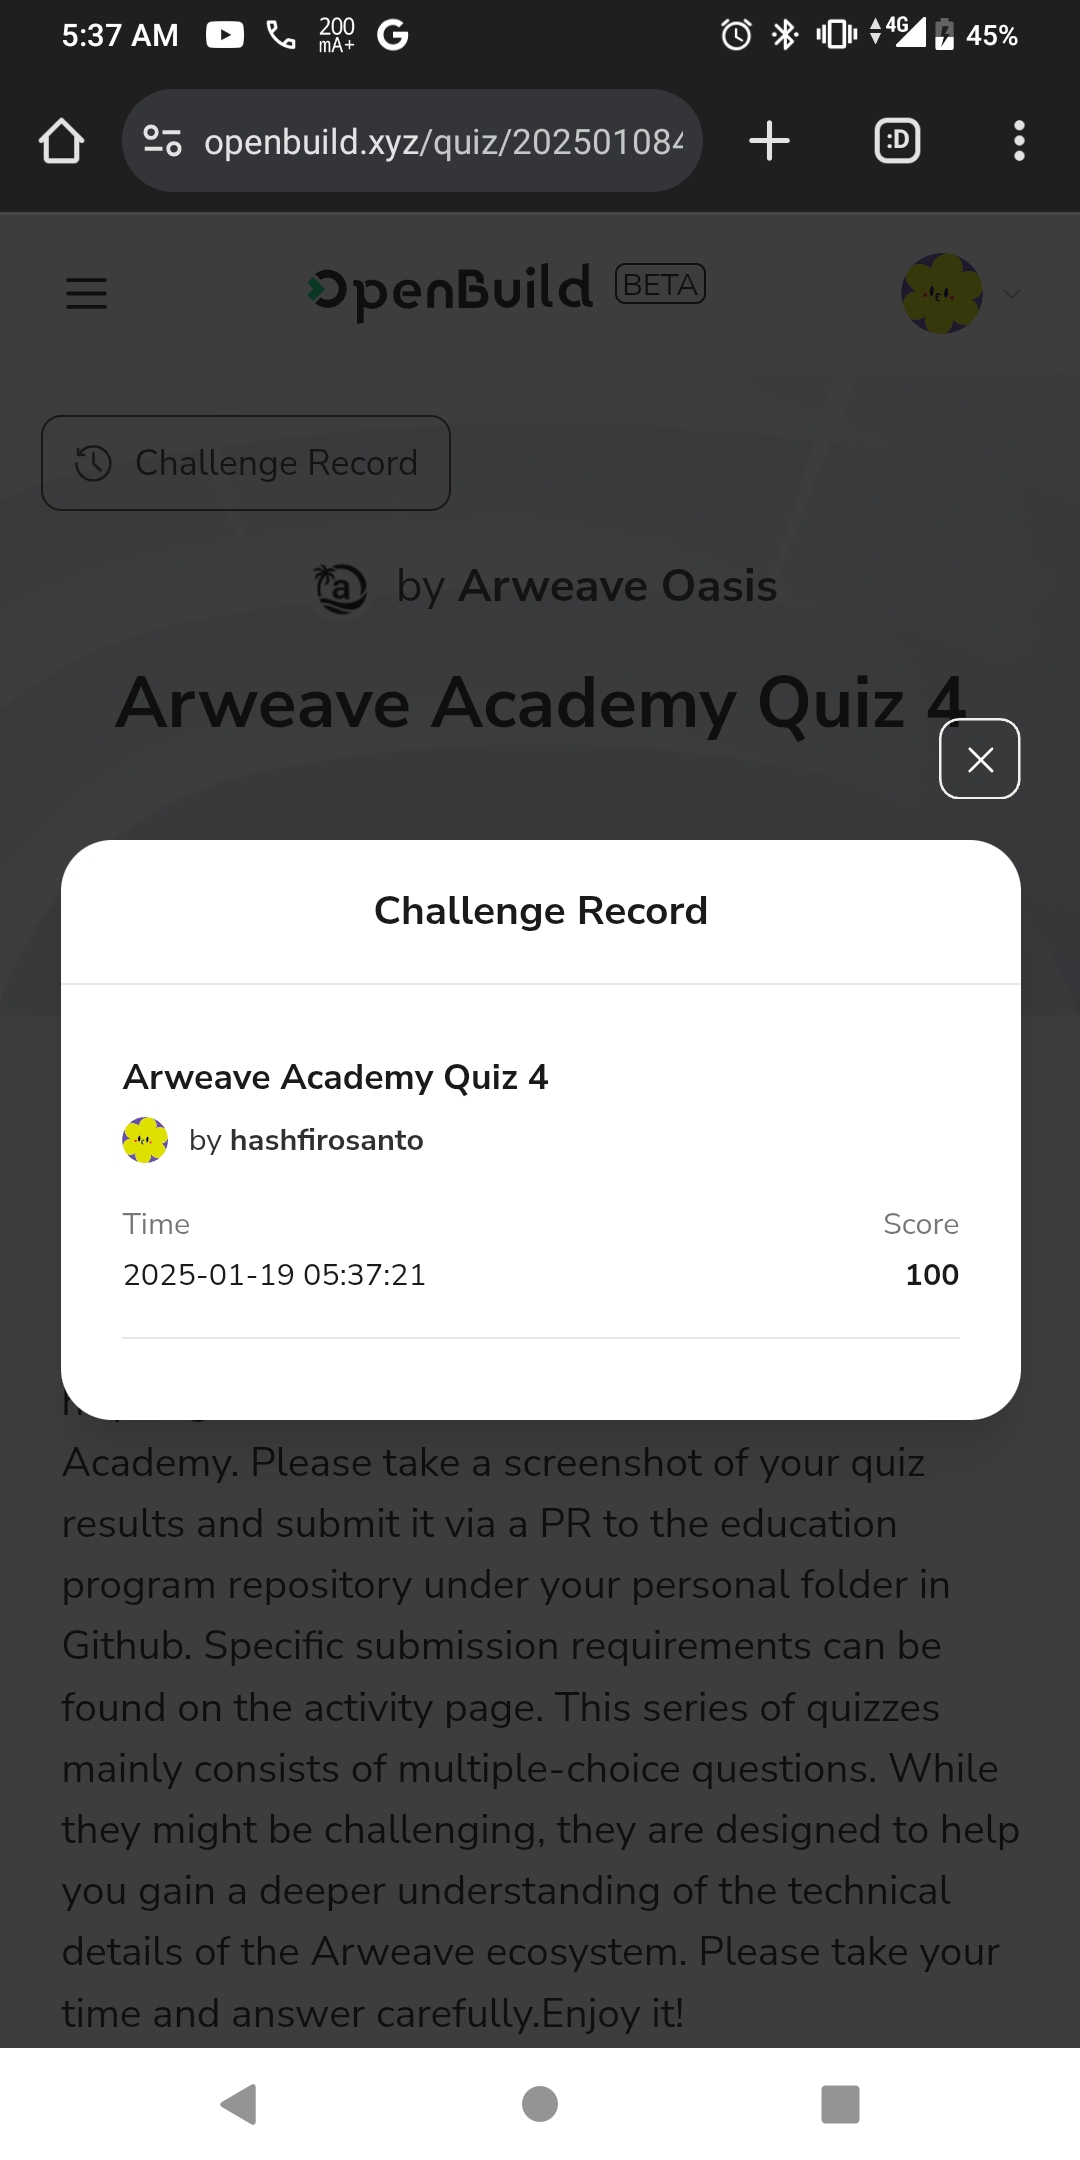 5:37 AM 200 mA+ G 4G 45%
openbuild.xyz/quiz/202501084
:D
OpenBuild BETA
Challenge Record
by Arweave Oasis
Arweave Academy Quiz 4
Challenge Record
Arweave Academy Quiz 4
by hashfirosanto
Time Score
2025-01-19 05:37:21 100
Academy. Please take a screenshot of your quiz
results and submit it via a PR to the education
program repository under your personal folder in
Github. Specific submission requirements can be
found on the activity page. This series of quizzes
mainly consists of multiple-choice questions. While
they might be challenging, they are designed to help
you gain a deeper understanding of the technical
details of the Arweave ecosystem. Please take your
time and answer carefully.Enjoy it!